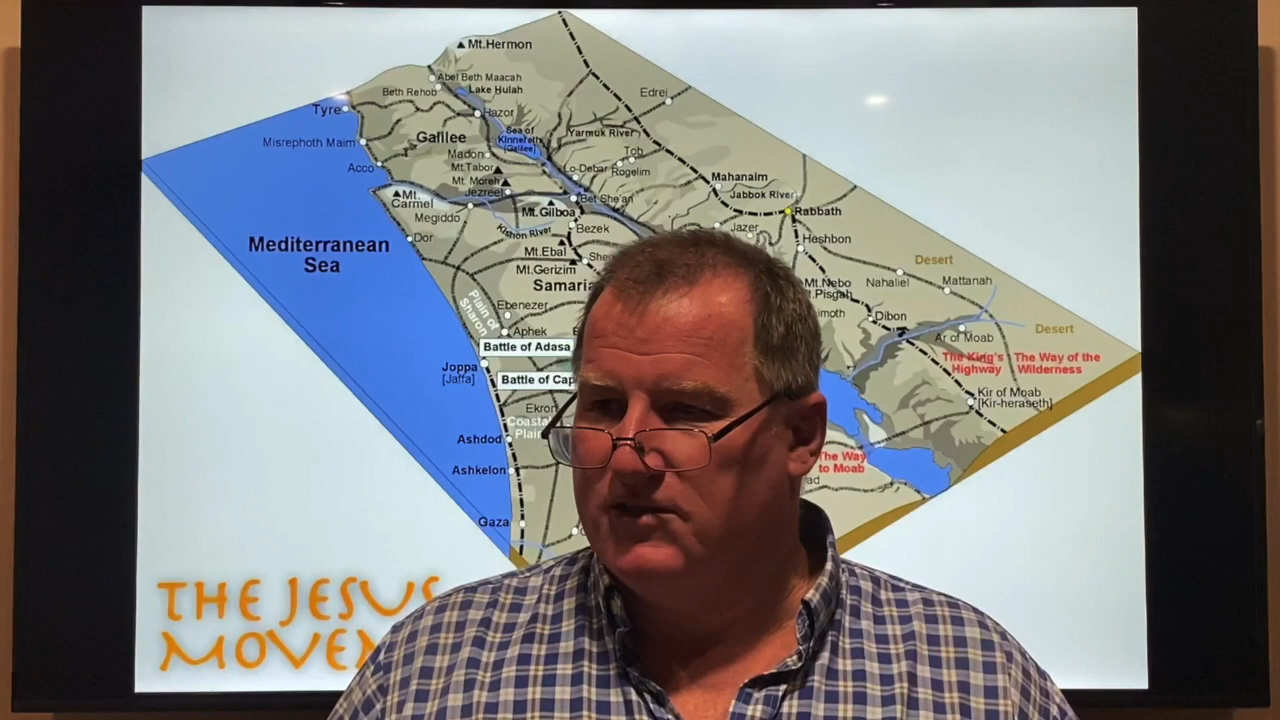 Mt.Hermon
Abel Beth Maacah
Beth Rehob
Lake Hulah
Edrei
Tyre
Hazor
Sea of
Kinnereth
[Galilee]
Yarmuk River
Misrephoth Maim
Galilee
Madon
Tob
Acco
Mt.Tabor
Lo-Debar
Rogelim
Mt. Moreh
Mahanaim
Mt.
Carmel
Jezreel
Jabbok River
Megiddo
Mt.Gilboa
Bet She'an
Rabbath
Dor
Kishon River
Bezek
Jazer
Heshbon
Mediterranean
Sea
Mt.Ebal
Mt.Gerizim
Desert
Samaria
Mt.Nebo
Nahaliel
Mattanah
Plain of
Sharon
Ebenezer
Dibon
Aphek
Ar of Moab
Desert
Battle of Adasa
The King's
Highway
The Way of the
Wilderness
Joppa
[Jaffa]
Battle of Cap
Kir of Moab
[Kir-heraseth]
Ekron
Coastal
Plain
Ashdod
The Way
to Moab
Ashkelon
Gaza
THE JESUS
MOVEM